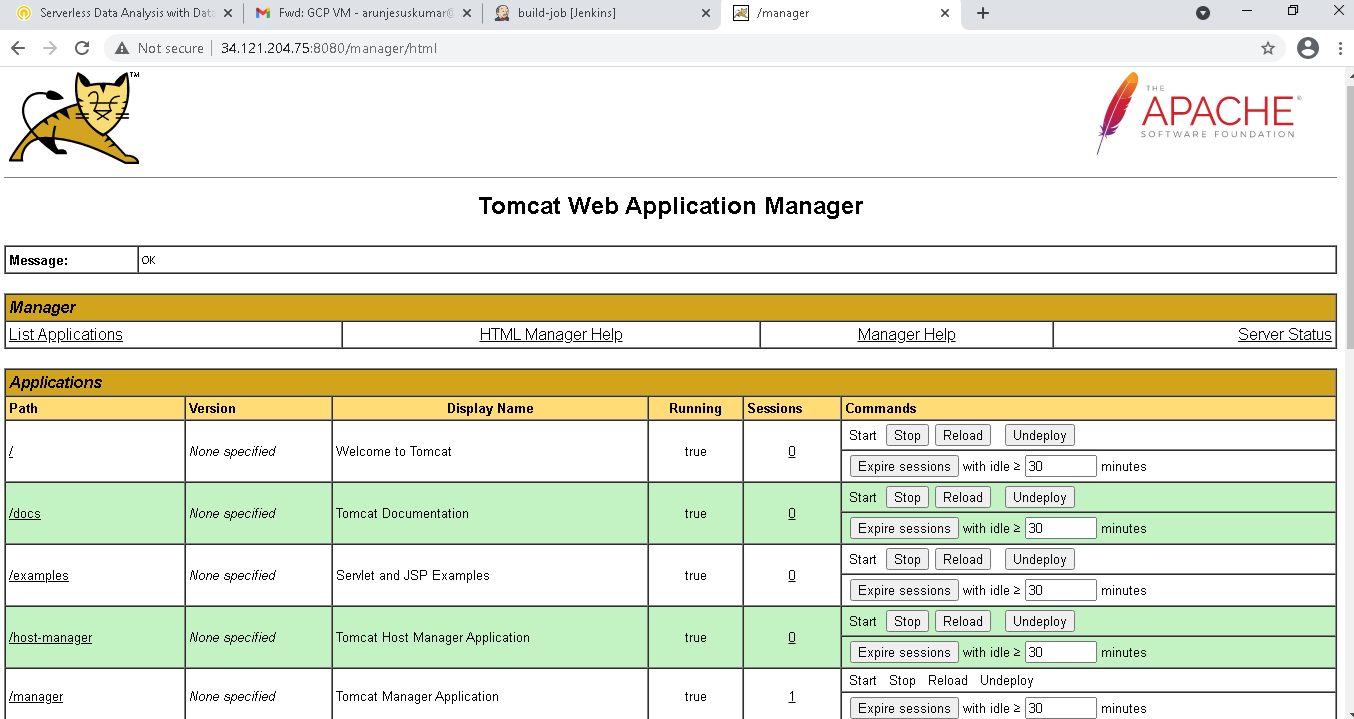 Serverless Data Analysis with Data
Fwd: GCP VM - arunjesuskumar@
build-job [Jenkins]
/manager
Not secure
34.121.204.75:8080/manager/html
TM
THE
APACHE®
SOFTWARE FOUNDATION
Tomcat Web Application Manager
Message: OK
Manager
List Applications HTML Manager Help Manager Help Server Status
Applications
Path Version Display Name Running Sessions Commands
/ None specified Welcome to Tomcat true 0
Start Stop Reload Undeploy
Expire sessions with idle ≥ 30 minutes
/docs None specified Tomcat Documentation true 0
Start Stop Reload Undeploy
Expire sessions with idle ≥ 30 minutes
/examples None specified Servlet and JSP Examples true 0
Start Stop Reload Undeploy
Expire sessions with idle ≥ 30 minutes
/host-manager None specified Tomcat Host Manager Application true 0
Start Stop Reload Undeploy
Expire sessions with idle ≥ 30 minutes
/manager None specified Tomcat Manager Application true 1
Start Stop Reload Undeploy
Expire sessions with idle ≥ 30 minutes